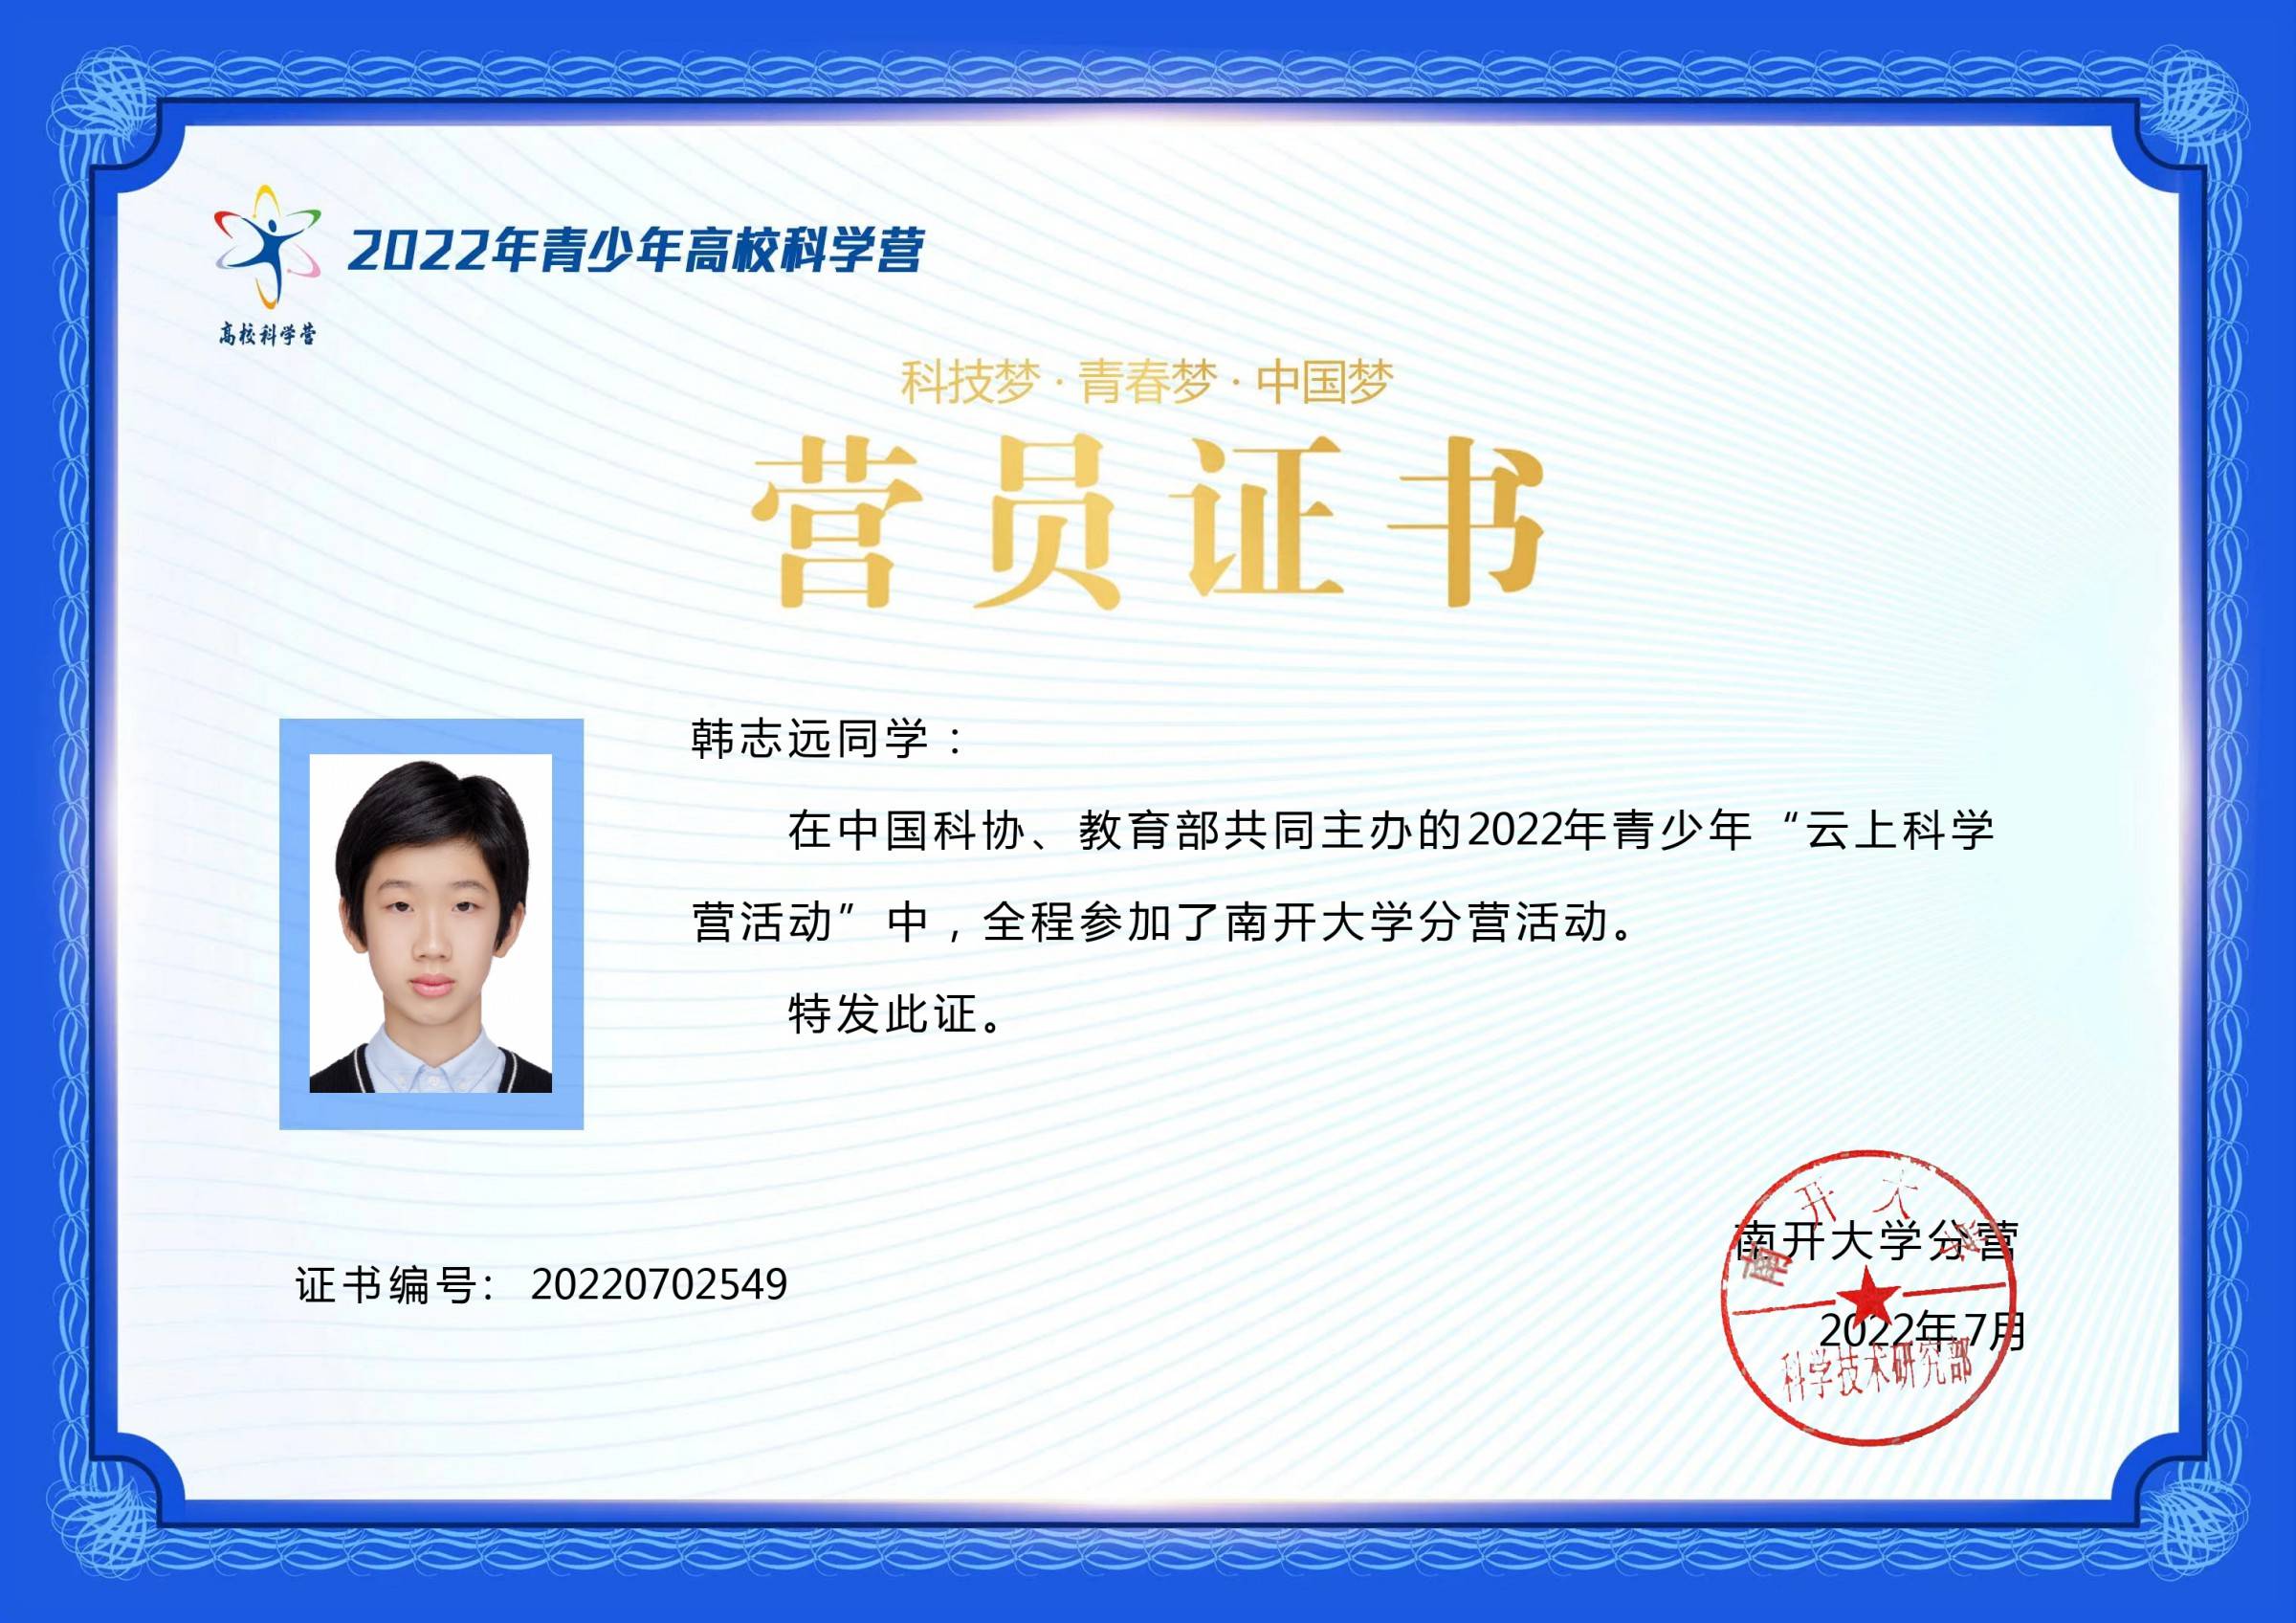 2022年青少年高校科学营
高校科学营
科技梦·青春梦·中国梦
营员证书
韩志远同学：
在中国科协、教育部共同主办的2022年青少年“云上科学
营活动”中，全程参加了南开大学分营活动。
特发此证。
证书编号： 20220702549
南开大学分营
2022年7月
南开大学
科学技术研究部